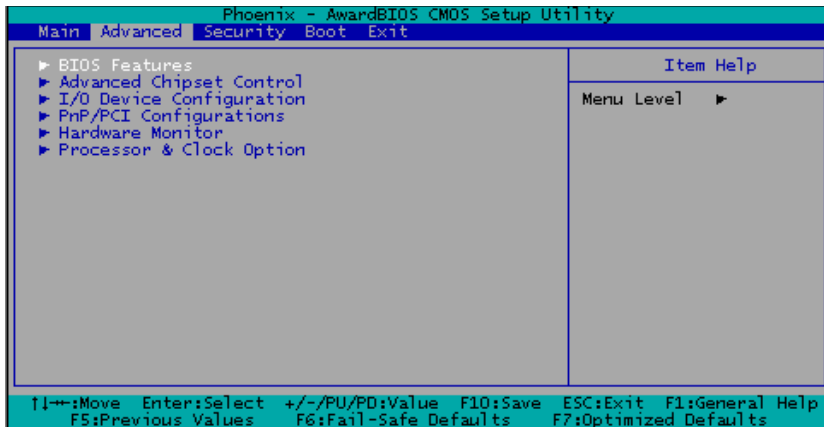 Phoenix - AwardBIOS CMOS Setup Utility
Main Advanced Security Boot Exit
► BIOS Features
► Advanced Chipset Control
► I/O Device Configuration
► PnP/PCI Configurations
► Hardware Monitor
► Processor & Clock Option
Item Help
Menu Level ►
↑↓→←:Move Enter:Select +/-/PU/PD:Value F10:Save ESC:Exit F1:General Help
F5:Previous Values F6:Fail-Safe Defaults F7:Optimized Defaults